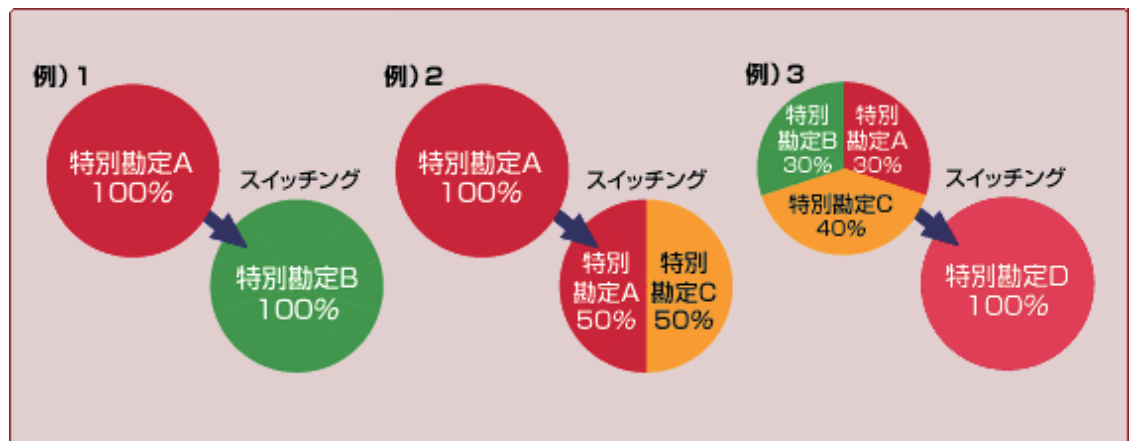 例）1
特別勘定A
100%
スイッチング
特別勘定B
100%
例）2
特別勘定A
100%
スイッチング
特別
勘定A
50%
特別
勘定C
50%
例）3
特別
勘定B
30%
特別
勘定A
30%
特別勘定C
40%
スイッチング
特別勘定D
100%